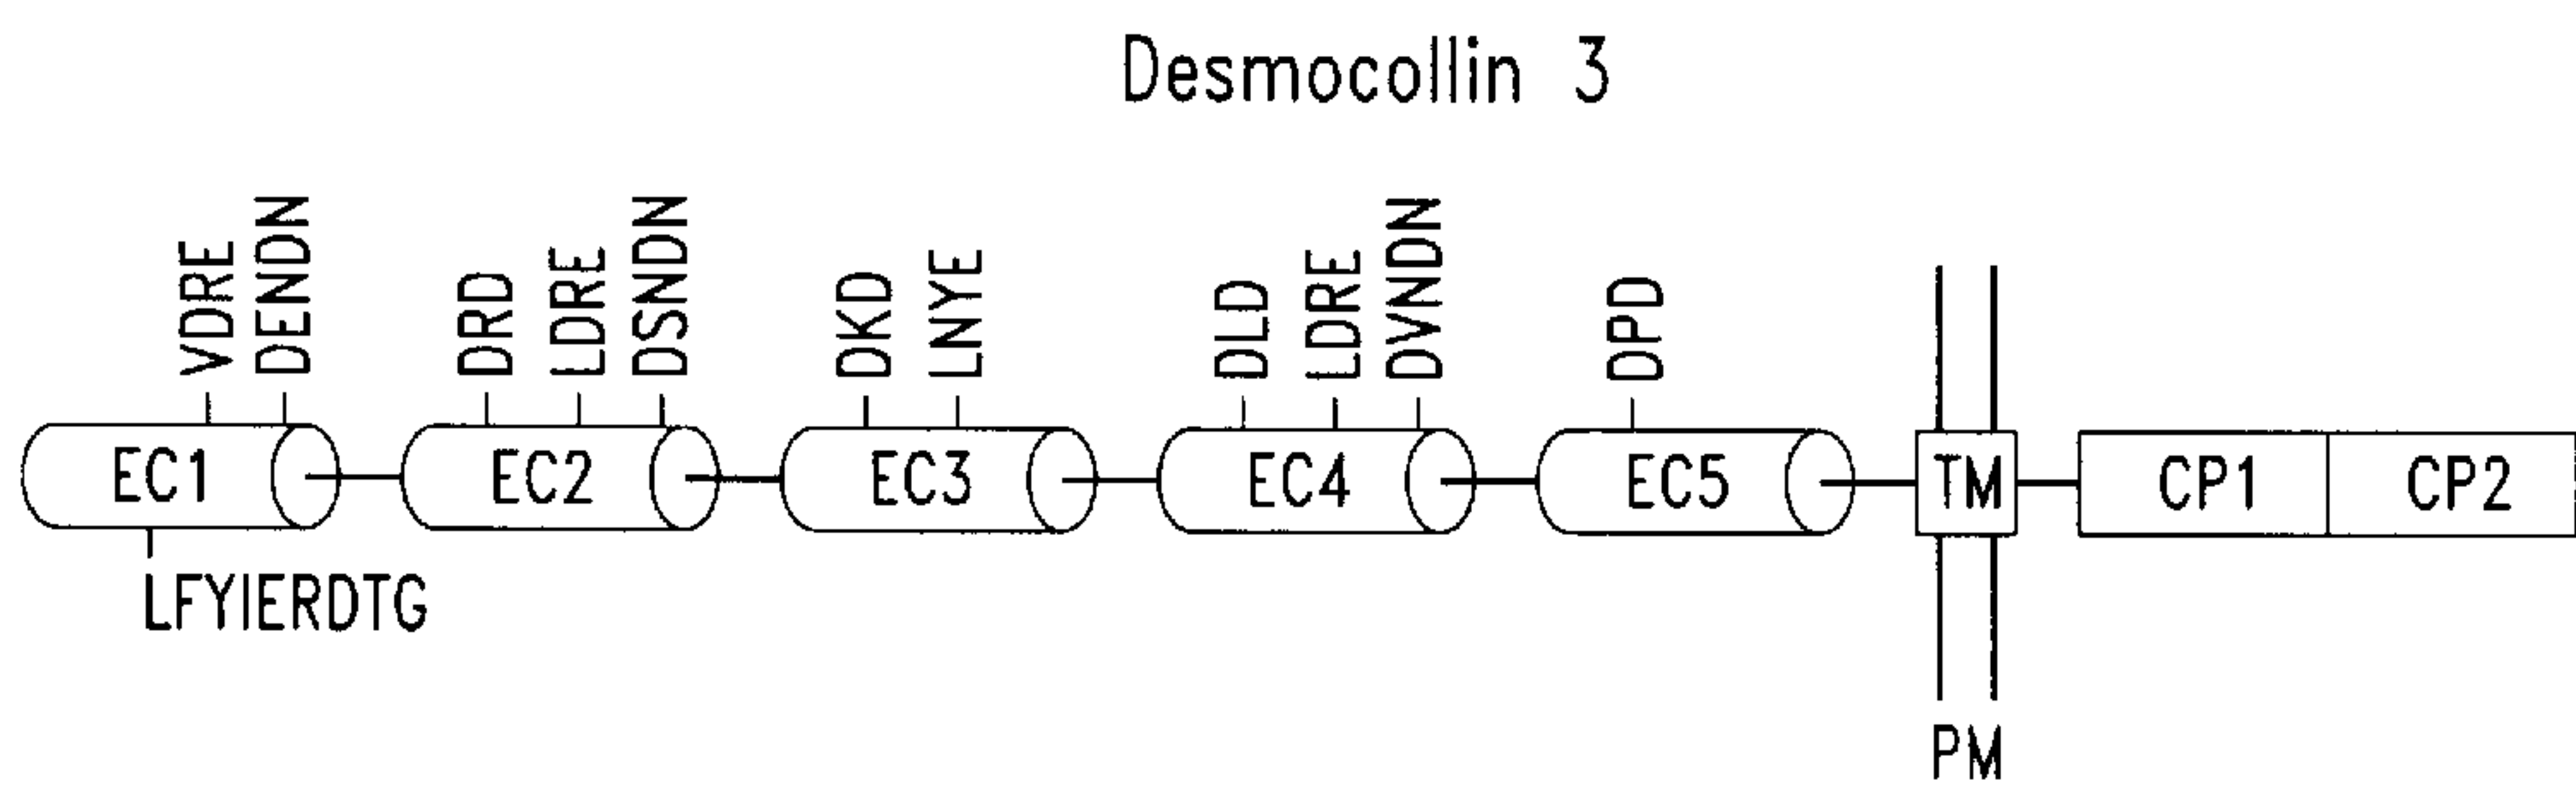 Desmocollin 3
VDRE
DENDN
DRD
LDRE
DSNDN
DKD
LNYE
DLD
LDRE
DVNDN
DPD
EC1
EC2
EC3
EC4
EC5
TM
CP1
CP2
LFYIERDTG
PM